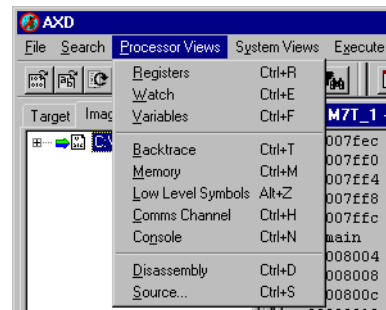 AXD
File Search Processor Views System Views Execute
Registers Ctrl+R
Watch Ctrl+E
Variables Ctrl+F
Target Imag M7T_1 -
C:\
007fec
Backtrace Ctrl+T 007ff0
Memory Ctrl+M 007ff4
Low Level Symbols Alt+Z 007ff8
Comms Channel Ctrl+H 007ffc
Console Ctrl+N main
008004
Disassembly Ctrl+D 008008
Source... Ctrl+S 00800c